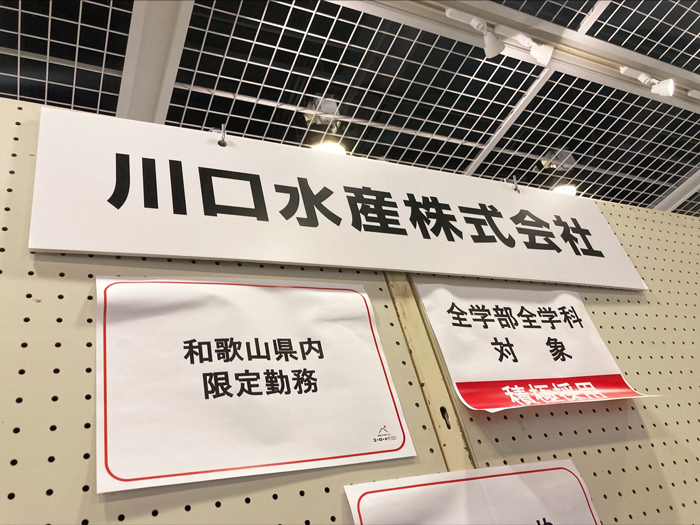 川口水産株式会社
和歌山県内
限定勤務
全学部全学科
対 象
積極採用